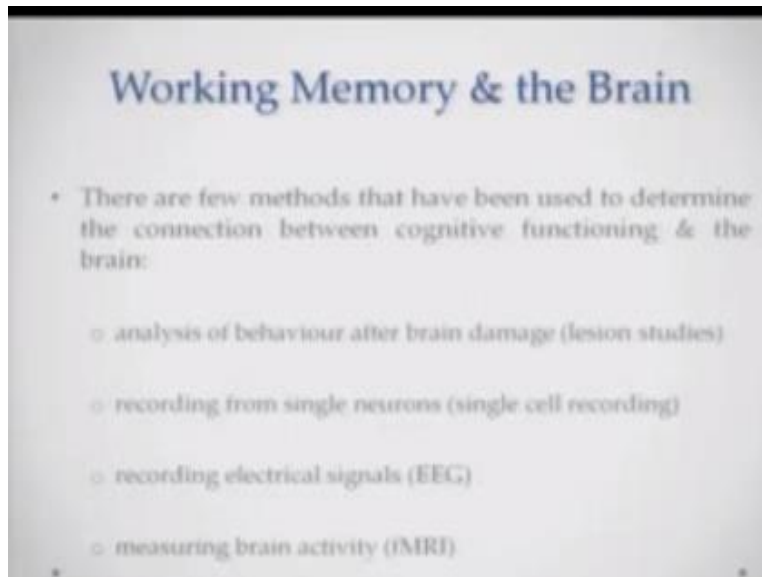 Working Memory & the Brain
• There are few methods that have been used to determine
the connection between cognitive functioning & the
brain:
o analysis of behaviour after brain damage (lesion studies)
o recording from single neurons (single cell recording)
o recording electrical signals (EEG)
o measuring brain activity (fMRI)